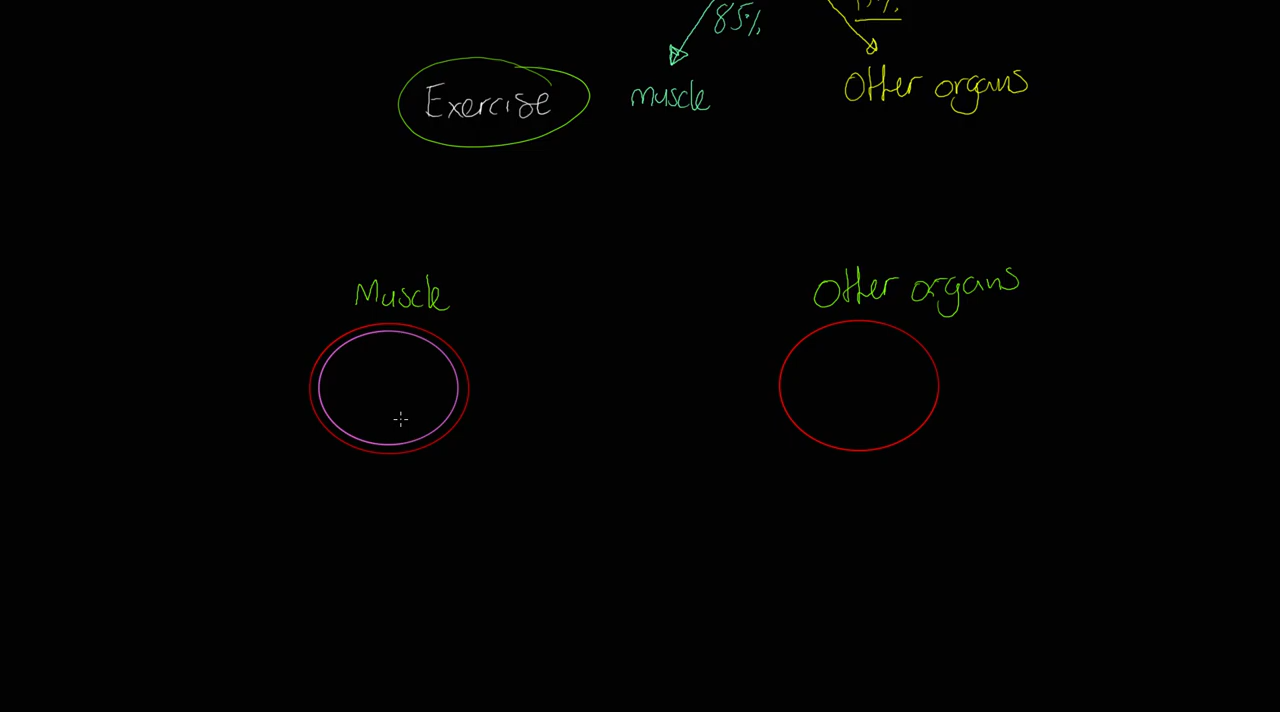 85%
Exercise
muscle
Other organs
Muscle
Other organs